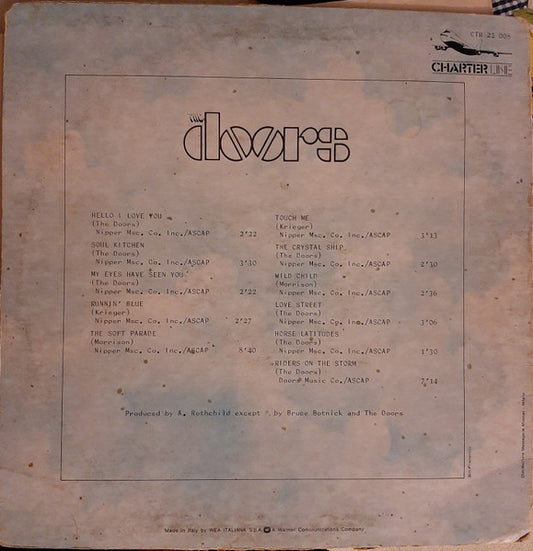 CTR 22 005
CHARTER LINE
THE
doors
HELLO I LOVE YOU
(The Doors)
Nipper Msc. Co. Inc./ASCAP 2'22
SOUL KITCHEN
(The Doors)
Nipper Msc. Co. Inc./ASCAP 3'30
MY EYES HAVE SEEN YOU
(The Doors)
Nipper Msc. Co. Inc./ASCAP 2'22
RUNNIN' BLUE
(Krieger)
Nipper Msc. Co. Inc./ASCAP 2'27
THE SOFT PARADE
(Morrison)
Nipper Msc. Co. Inc./ASCAP 8'40
TOUCH ME
(Krieger)
Nipper Msc. Co. Inc./ASCAP 3'13
THE CRYSTAL SHIP
(The Doors)
Nipper Msc. Co. Inc./ASCAP 2'30
WILD CHILD
(Morrison)
Nipper Msc. Co. Inc./ASCAP 2'36
LOVE STREET
(The Doors)
Nipper Msc. Co. Inc./ASCAP 3'06
HORSE LATITUDES
(The Doors)
Nipper Msc. Co. Inc./ASCAP 1'30
RIDERS ON THE STORM
(The Doors)
Doors Music Co./ASCAP 7'14
Produced by A. Rothchild except * by Bruce Botnick and The Doors
Made in Italy by WEA ITALIANA S.p.A. A Warner Communications Company